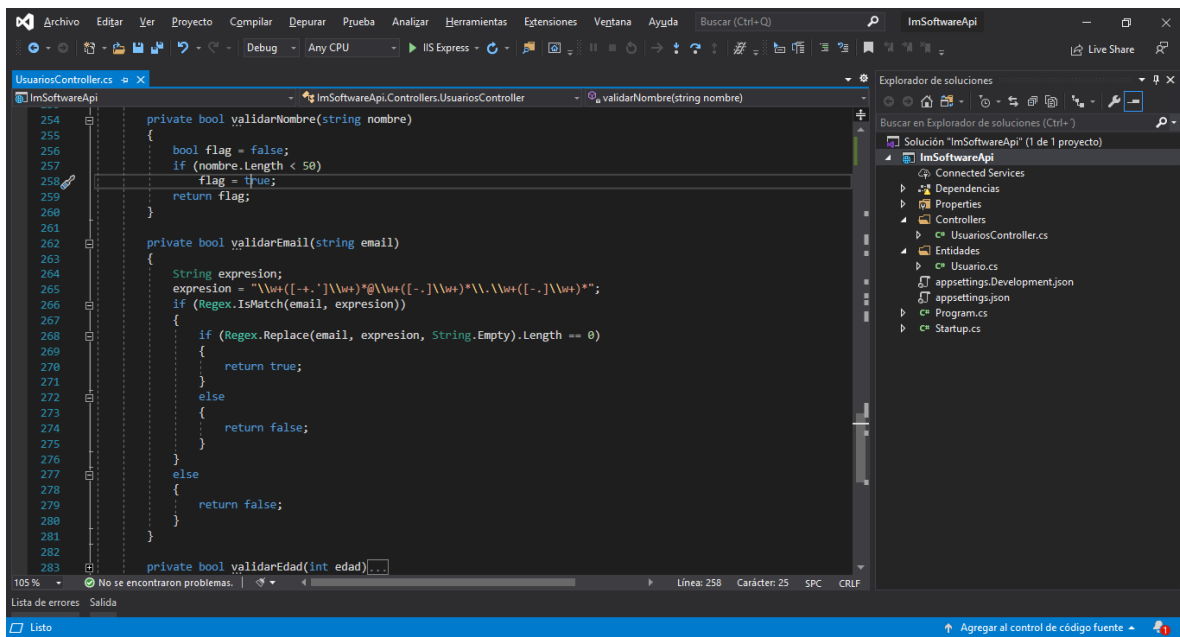 Archivo Editar Ver Proyecto Compilar Depurar Prueba Analizar Herramientas Extensiones Ventana Ayuda Buscar (Ctrl+Q) ImSoftwareApi
Debug Any CPU IIS Express Live Share
UsuariosController.cs
ImSoftwareApi ImSoftwareApi.Controllers.UsuariosController validarNombre(string nombre)
254 private bool validarNombre(string nombre)
255 {
256 bool flag = false;
257 if (nombre.Length < 50)
258 flag = true;
259 return flag;
260 }
261
262 private bool validarEmail(string email)
263 {
264 String expresion;
265 expresion = "\\w+([-+.']\\w+)*@\\w+([-.]\\w+)*\\.\\w+([-.]\\w+)*";
266 if (Regex.IsMatch(email, expresion))
267 {
268 if (Regex.Replace(email, expresion, String.Empty).Length == 0)
269 {
270 return true;
271 }
272 else
273 {
274 return false;
275 }
276 }
277 else
278 {
279 return false;
280 }
281 }
282
283 private bool validarEdad(int edad)...
105 % No se encontraron problemas. Línea: 258 Carácter: 25 SPC CRLF
Lista de errores Salida
Listo Agregar al control de código fuente 1
Explorador de soluciones
Buscar en Explorador de soluciones (Ctrl+´)
Solución "ImSoftwareApi" (1 de 1 proyecto)
ImSoftwareApi
Connected Services
Dependencias
Properties
Controllers
C# UsuariosController.cs
Entidades
C# Usuario.cs
appsettings.Development.json
appsettings.json
C# Program.cs
C# Startup.cs